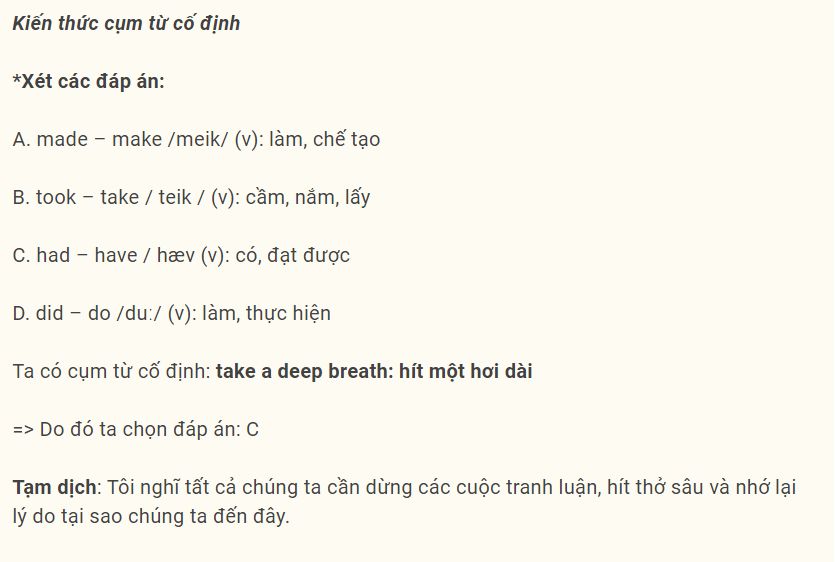 Kiến thức cụm từ cố định
*Xét các đáp án:
A. made – make /meik/ (v): làm, chế tạo
B. took – take / teik / (v): cầm, nắm, lấy
C. had – have / hæv (v): có, đạt được
D. did – do /duː/ (v): làm, thực hiện
Ta có cụm từ cố định: take a deep breath: hít một hơi dài
=> Do đó ta chọn đáp án: C
Tạm dịch: Tôi nghĩ tất cả chúng ta cần dừng các cuộc tranh luận, hít thở sâu và nhớ lại
lý do tại sao chúng ta đến đây.